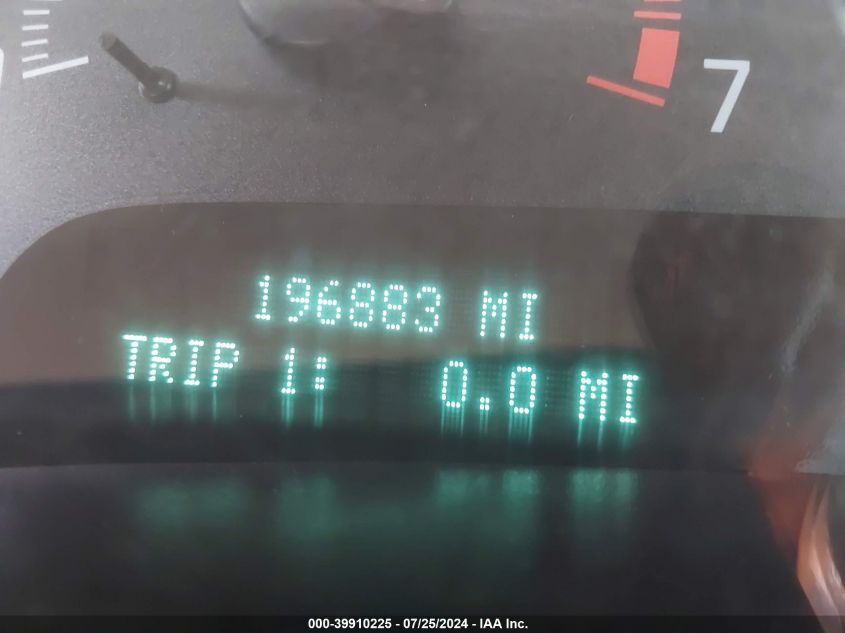 7
196883 MI
TRIP 1: 0.0 MI
000-39910225 - 07/25/2024 - IAA Inc.